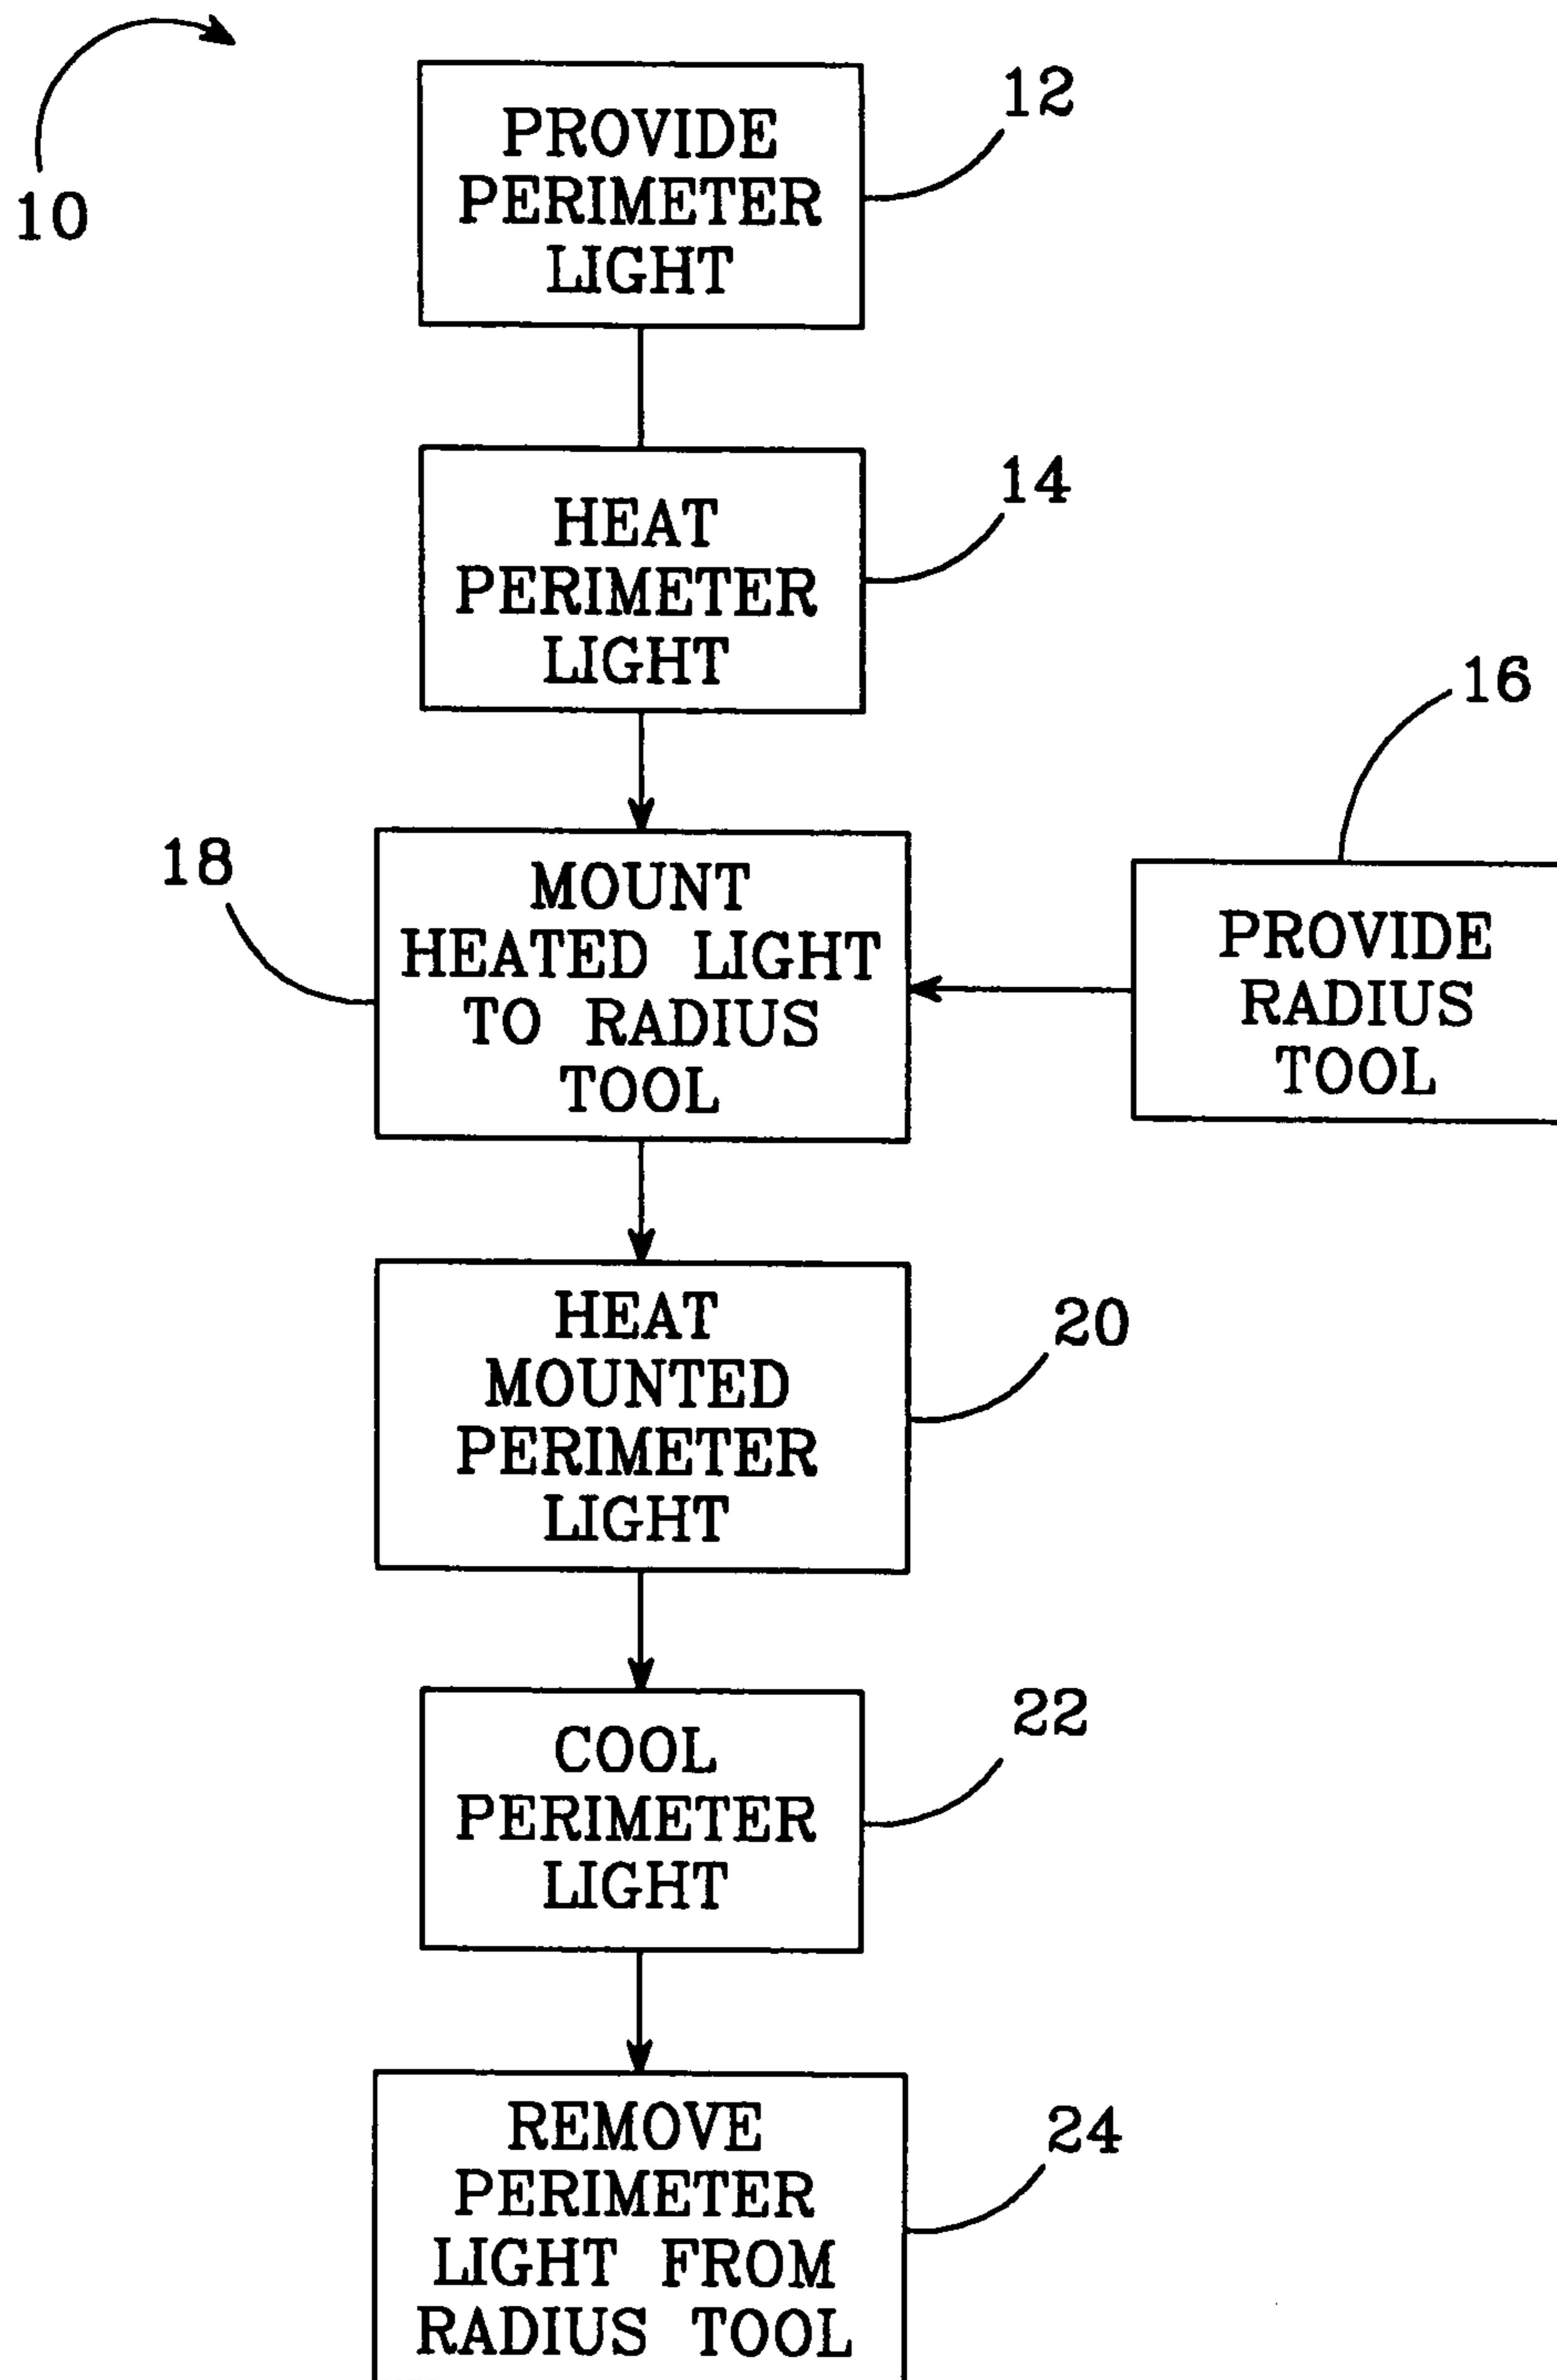 10
12
PROVIDE
PERIMETER
LIGHT
14
HEAT
PERIMETER
LIGHT
16
PROVIDE
RADIUS
TOOL
18
MOUNT
HEATED LIGHT
TO RADIUS
TOOL
20
HEAT
MOUNTED
PERIMETER
LIGHT
22
COOL
PERIMETER
LIGHT
24
REMOVE
PERIMETER
LIGHT FROM
RADIUS TOOL